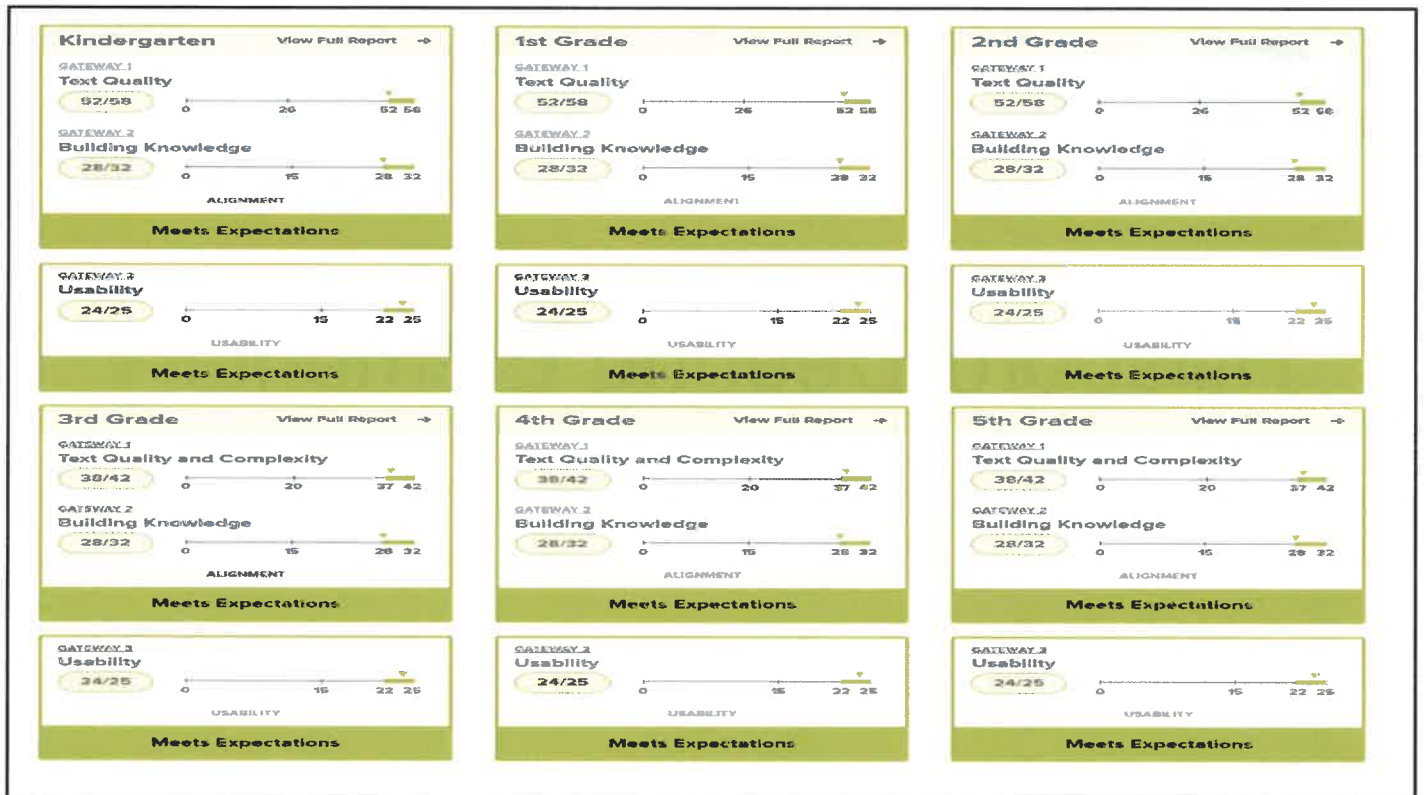 Kindergarten View Full Report →
GATEWAY 1
Text Quality
52/58
0 26 52 58
GATEWAY 2
Building Knowledge
28/32
0 15 28 32
ALIGNMENT
Meets Expectations
GATEWAY 3
Usability
24/25
0 15 22 25
USABILITY
Meets Expectations
1st Grade View Full Report →
GATEWAY 1
Text Quality
52/58
0 26 52 58
GATEWAY 2
Building Knowledge
28/32
0 15 28 32
ALIGNMENT
Meets Expectations
GATEWAY 3
Usability
24/25
0 15 22 25
USABILITY
Meets Expectations
2nd Grade View Full Report →
GATEWAY 1
Text Quality
52/58
0 26 52 58
GATEWAY 2
Building Knowledge
28/32
0 15 28 32
ALIGNMENT
Meets Expectations
GATEWAY 3
Usability
24/25
0 15 22 25
USABILITY
Meets Expectations
3rd Grade View Full Report →
GATEWAY 1
Text Quality and Complexity
38/42
0 20 37 42
GATEWAY 2
Building Knowledge
28/32
0 15 28 32
ALIGNMENT
Meets Expectations
GATEWAY 3
Usability
24/25
0 15 22 25
USABILITY
Meets Expectations
4th Grade View Full Report →
GATEWAY 1
Text Quality and Complexity
38/42
0 20 37 42
GATEWAY 2
Building Knowledge
28/32
0 15 28 32
ALIGNMENT
Meets Expectations
GATEWAY 3
Usability
24/25
0 15 22 25
USABILITY
Meets Expectations
5th Grade View Full Report →
GATEWAY 1
Text Quality and Complexity
38/42
0 20 37 42
GATEWAY 2
Building Knowledge
28/32
0 15 28 32
ALIGNMENT
Meets Expectations
GATEWAY 3
Usability
24/25
0 15 22 25
USABILITY
Meets Expectations